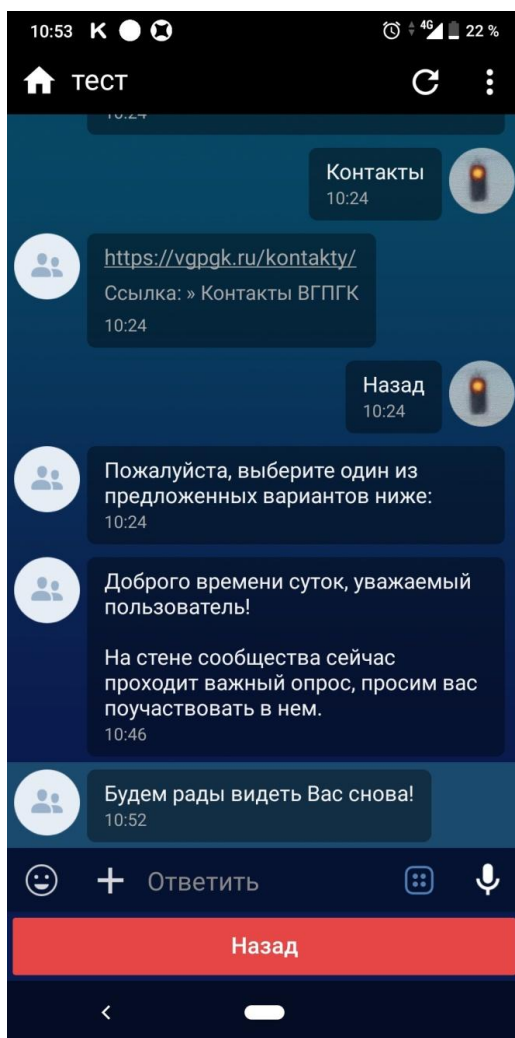 10:53 K 4G 22 %
тест
10:24
Контакты
10:24
https://vgpgk.ru/kontakty/
Ссылка: » Контакты ВГПГК
10:24
Назад
10:24
Пожалуйста, выберите один из
предложенных вариантов ниже:
10:24
Доброго времени суток, уважаемый
пользователь!
На стене сообщества сейчас
проходит важный опрос, просим вас
поучаствовать в нем.
10:46
Будем рады видеть Вас снова!
10:52
Ответить
Назад